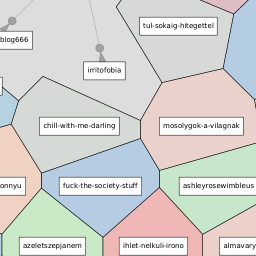 tul-sokaig-hitegettel
blog666
irritofobia
chill-with-me-darling
mosolygok-a-vilagnak
onnyu
fuck-the-society-stuff
ashleyrosewimbleus
azeletszepjanem
ihlet-nelkuli-irono
almavary